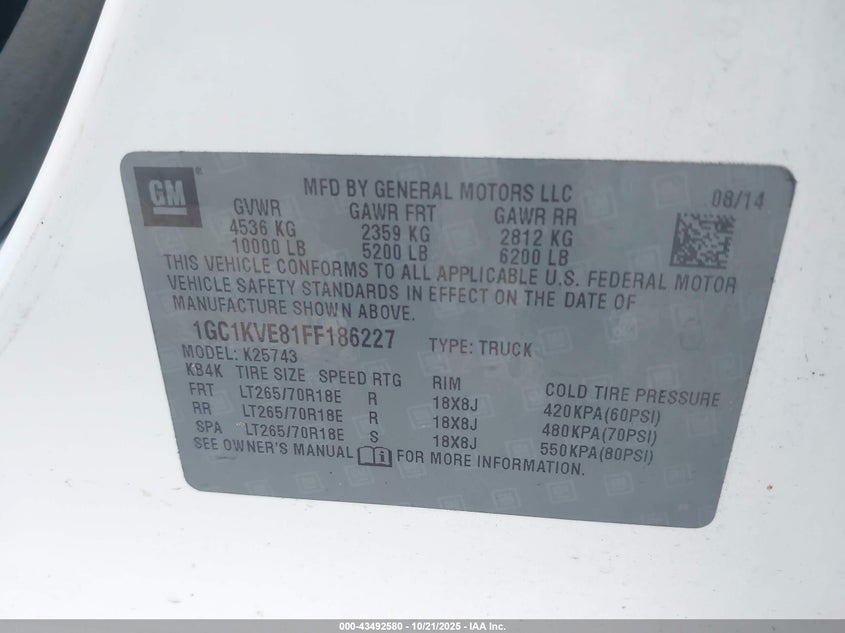 GM®
MFD BY GENERAL MOTORS LLC 08/14
GVWR GAWR FRT GAWR RR
4536 KG 2359 KG 2812 KG
10000 LB 5200 LB 6200 LB
THIS VEHICLE CONFORMS TO ALL APPLICABLE U.S. FEDERAL MOTOR
VEHICLE SAFETY STANDARDS IN EFFECT ON THE DATE OF
MANUFACTURE SHOWN ABOVE.
1GC1KVE81FF186227 TYPE: TRUCK
MODEL: K25743
KB4K TIRE SIZE SPEED RTG RIM COLD TIRE PRESSURE
FRT LT265/70R18E R 18X8J 420KPA(60PSI)
RR LT265/70R18E R 18X8J 480KPA(70PSI)
SPA LT265/70R18E S 18X8J 550KPA(80PSI)
SEE OWNER'S MANUAL FOR MORE INFORMATION.
000-43492580 - 10/21/2025 - IAA Inc.